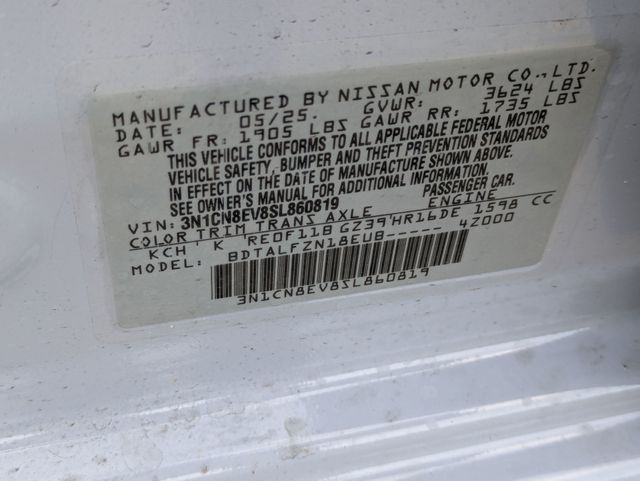 MANUFACTURED BY NISSAN MOTOR CO., LTD.
DATE: 05/25. GVWR: 3624 LBS
GAWR FR: 1905 LBS GAWR RR: 1735 LBS
THIS VEHICLE CONFORMS TO ALL APPLICABLE FEDERAL MOTOR
VEHICLE SAFETY, BUMPER AND THEFT PREVENTION STANDARDS
IN EFFECT ON THE DATE OF MANUFACTURE SHOWN ABOVE.
SEE OWNER'S MANUAL FOR ADDITIONAL INFORMATION.
VIN: 3N1CN8EV8SL860819 PASSENGER CAR.
COLOR TRIM TRANS AXLE ENGINE
KCH K RE0F11B GZ39 HR16DE 1598 CC
MODEL: BDTALFZN18EUB----- 4Z000
3N1CN8EV8SL860819